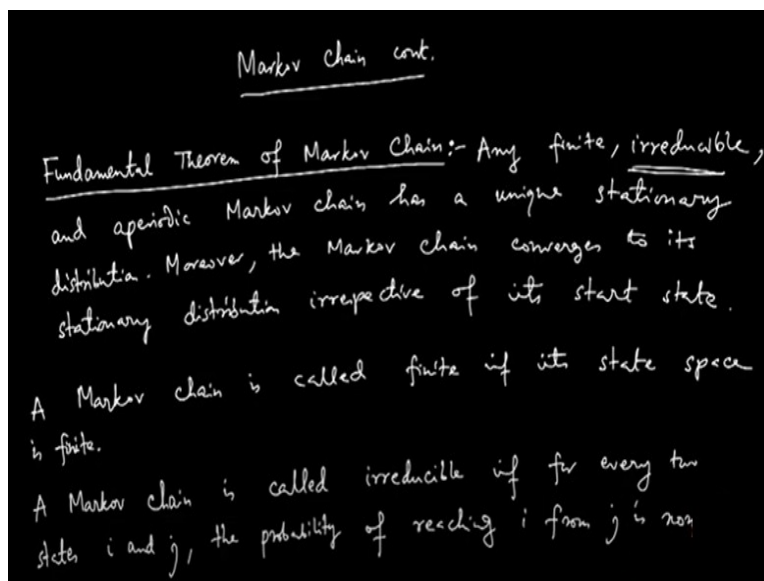 Markov Chain cont.
Fundamental Theorem of Markov Chain:- Any finite, irreducible,
and aperiodic Markov chain has a unique stationary
distribution. Moreover, the Markov chain converges to its
stationary distribution irrespective of its start state.
A Markov chain is called finite if its state space
is finite.
A Markov chain is called irreducible if for every two
states i and j, the probability of reaching i from j is non